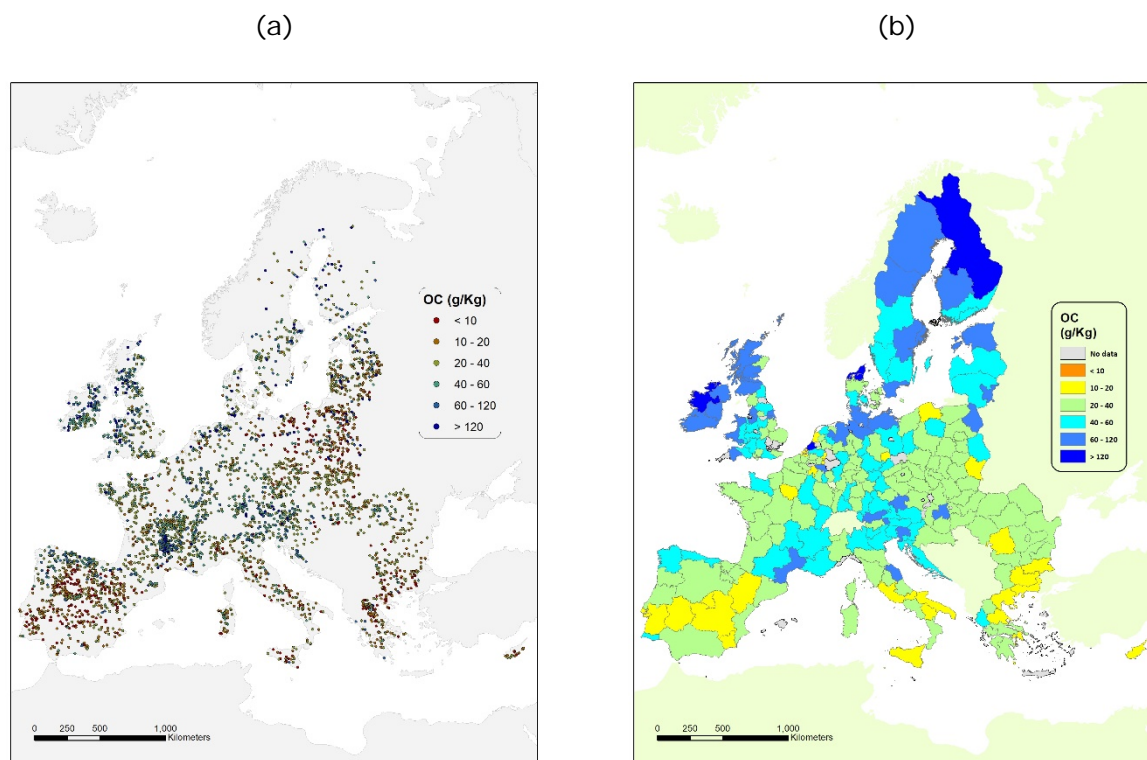 (a)
(b)
OC (g/Kg)
< 10
10 - 20
20 - 40
40 - 60
60 - 120
> 120
0 250 500 1,000
Kilometers
OC
(g/Kg)
No data
< 10
10 - 20
20 - 40
40 - 60
60 - 120
> 120
0 250 500 1,000
Kilometers